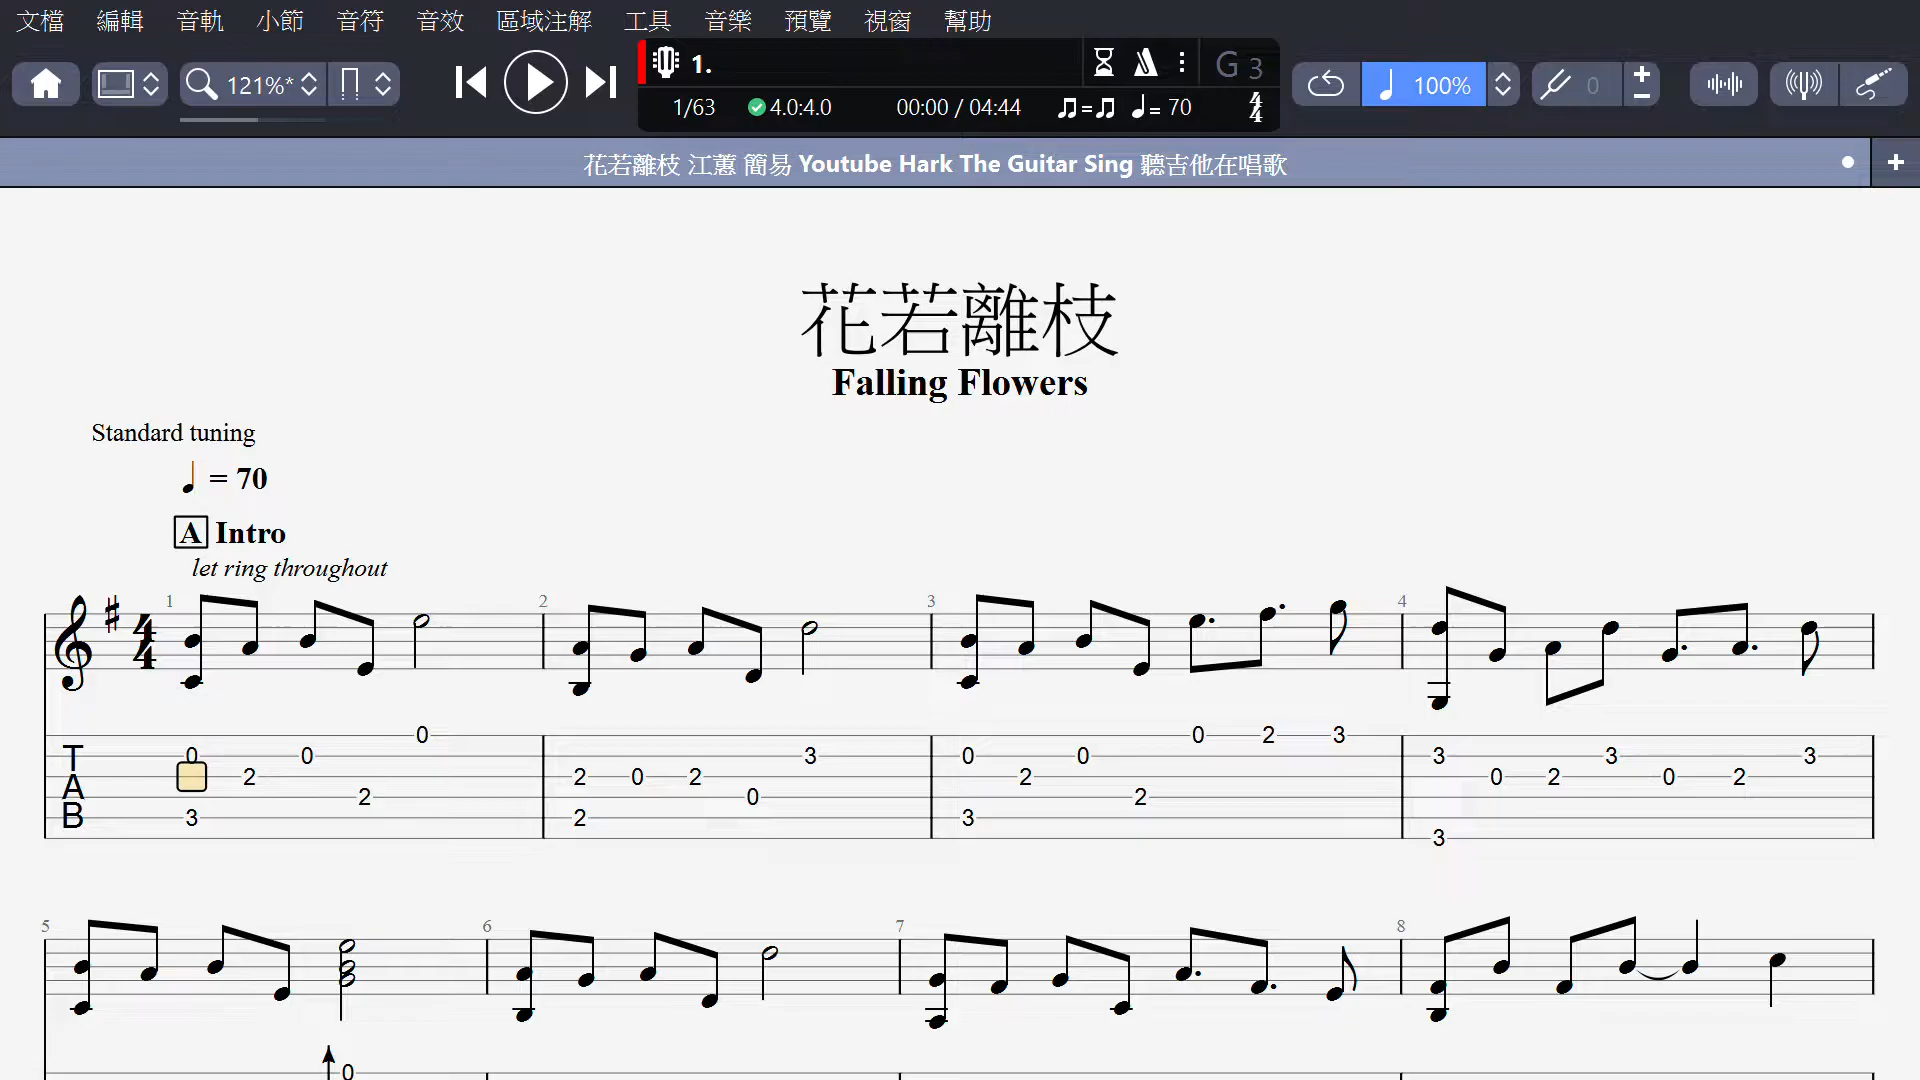 文檔 編輯 音軌 小節 音符 音效 區域注解 工具 音樂 預覽 視窗 幫助
121%* 1. G 3 100% 0
1/63 4.0:4.0 00:00 / 04:44 ♫=♫ ♩= 70 4/4
花若離枝 江蕙 簡易 Youtube Hark The Guitar Sing 聽吉他在唱歌
花若離枝
Falling Flowers
Standard tuning
♩ = 70
A Intro
let ring throughout
1 2 3 4
4
4
0 2 3 0 2 3
T 0 0 3 0 0 3 3 3
A 2 2 0 2 2 0 2 0 2
2 0 2
B 3 2 3
3
5 6 7 8
0